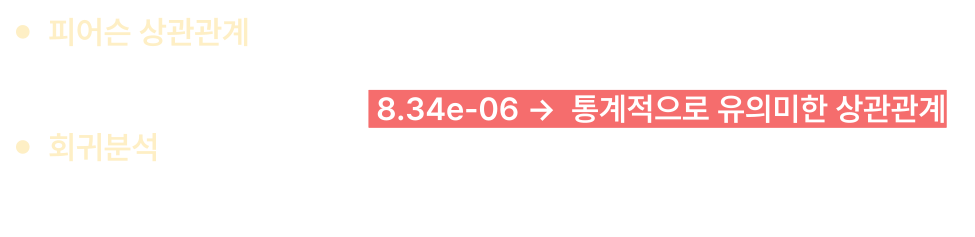 • 피어슨 상관관계
8.34e-06 → 통계적으로 유의미한 상관관계
• 회귀분석